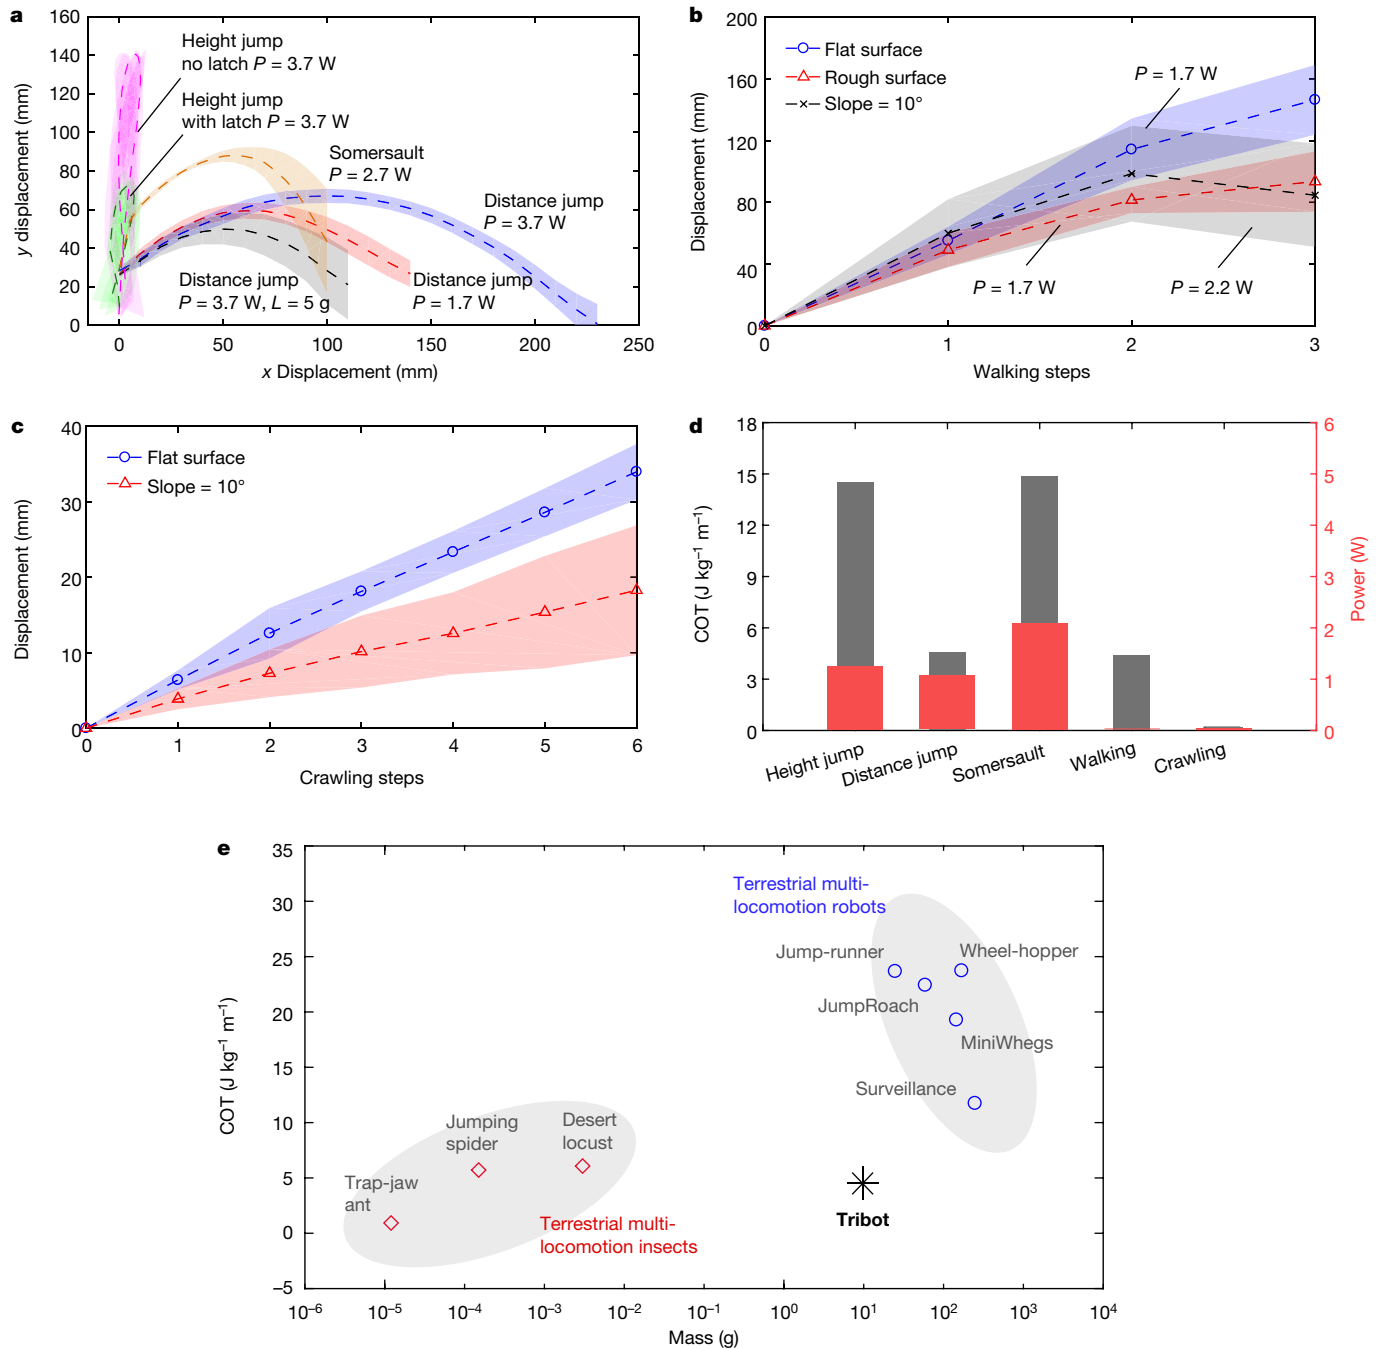 a
160
140
120
100
80
60
40
20
0
y displacement (mm)
Height jump
no latch P = 3.7 W
Height jump
with latch P = 3.7 W
Somersault
P = 2.7 W
Distance jump
P = 3.7 W
Distance jump
P = 3.7 W, L = 5 g
Distance jump
P = 1.7 W
0 50 100 150 200 250
x Displacement (mm)
b
200
160
120
80
40
0
Displacement (mm)
Flat surface
Rough surface
Slope = 10°
P = 1.7 W
P = 1.7 W
P = 2.2 W
0 1 2 3
Walking steps
c
40
30
20
10
0
Displacement (mm)
Flat surface
Slope = 10°
0 1 2 3 4 5 6
Crawling steps
d
18
15
12
9
6
3
0
COT (J kg⁻¹ m⁻¹)
6
5
4
3
2
1
0
Power (W)
Height jump
Distance jump
Somersault
Walking
Crawling
e
35
30
25
20
15
10
5
0
−5
COT (J kg⁻¹ m⁻¹)
Terrestrial multi-
locomotion robots
Jump-runner
Wheel-hopper
JumpRoach
MiniWhegs
Surveillance
Jumping
spider
Desert
locust
Trap-jaw
ant
Terrestrial multi-
locomotion insects
Tribot
10⁻⁶ 10⁻⁵ 10⁻⁴ 10⁻³ 10⁻² 10⁻¹ 10⁰ 10¹ 10² 10³ 10⁴
Mass (g)